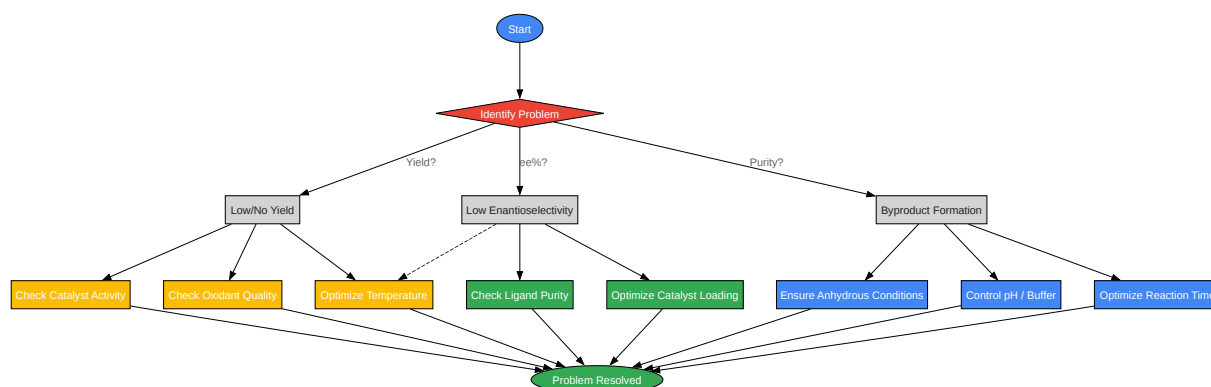 Start
Identify Problem
Yield?
ee%?
Purity?
Low/No Yield
Low Enantioselectivity
Byproduct Formation
Check Catalyst Activity
Check Oxidant Quality
Optimize Temperature
Check Ligand Purity
Optimize Catalyst Loading
Ensure Anhydrous Conditions
Control pH / Buffer
Optimize Reaction Time
Problem Resolved